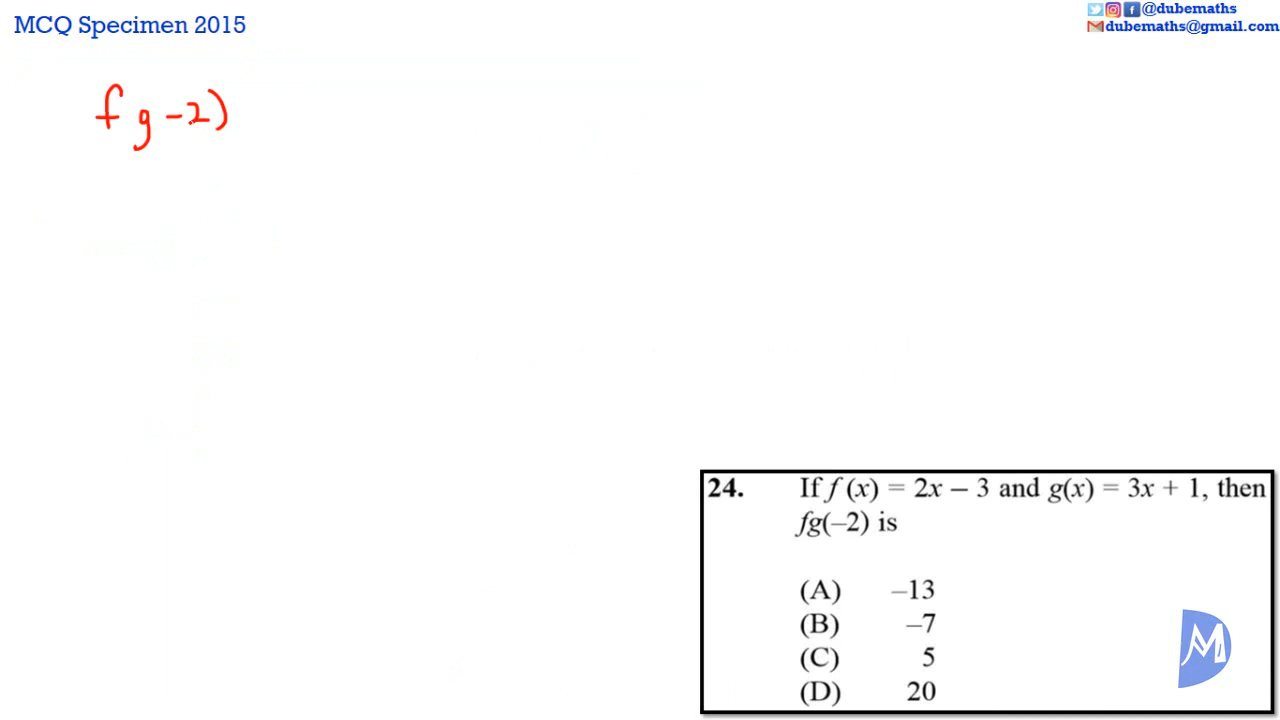 MCQ Specimen 2015
@dubemaths
dubemaths@gmail.com
f g -2)
24. If f (x) = 2x – 3 and g(x) = 3x + 1, then
fg(–2) is
(A) –13
(B) –7
(C) 5
(D) 20
M